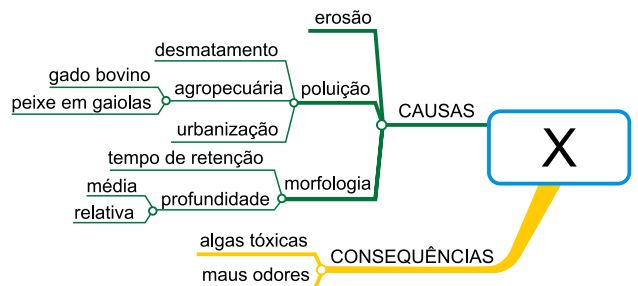 erosão
desmatamento
gado bovino
agropecuária
poluição
peixe em gaiolas
CAUSAS
urbanização
X
tempo de retenção
média
morfologia
profundidade
relativa
algas tóxicas
CONSEQUÊNCIAS
maus odores